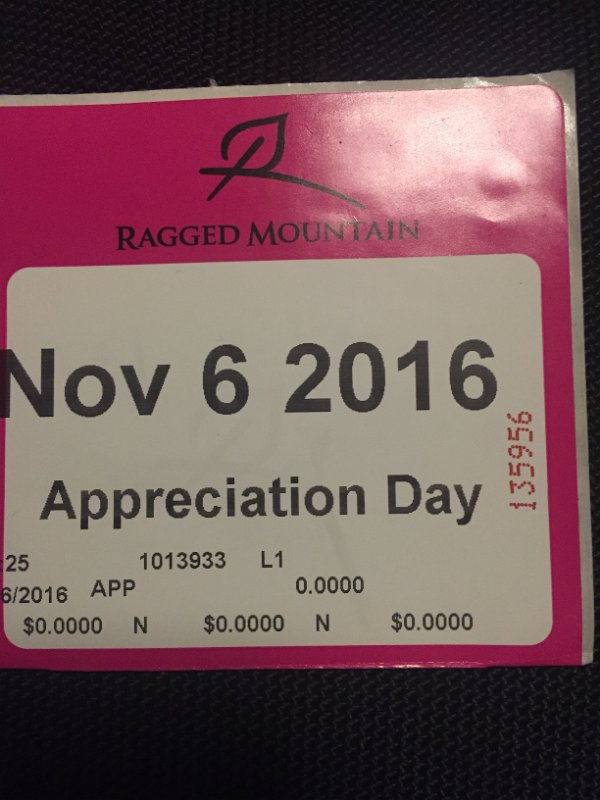 RAGGED MOUNTAIN
Nov 6 2016
135956
Appreciation Day
:25 1013933 L1
6/2016 APP 0.0000
$0.0000 N $0.0000 N $0.0000